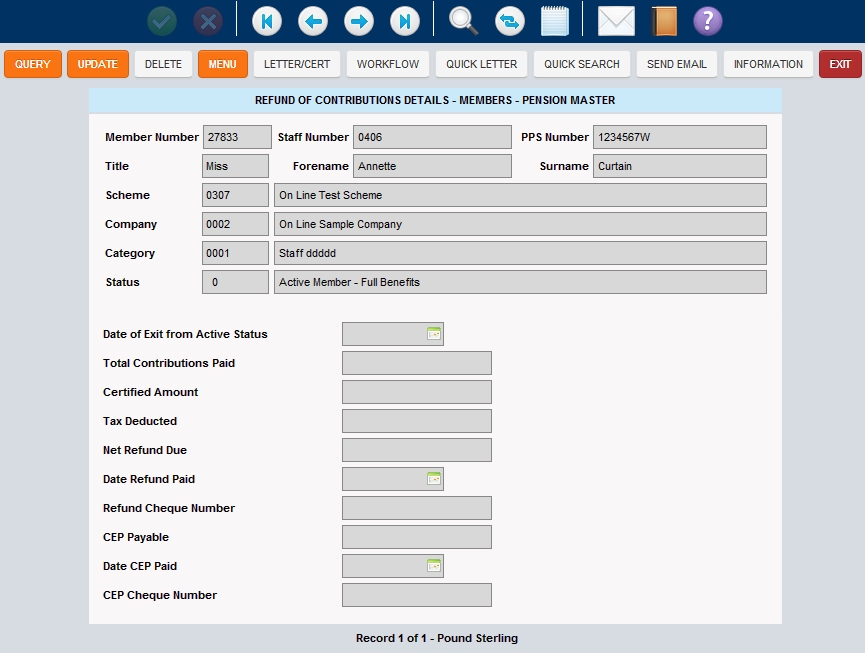 QUERY UPDATE DELETE MENU LETTER/CERT WORKFLOW QUICK LETTER QUICK SEARCH SEND EMAIL INFORMATION EXIT
REFUND OF CONTRIBUTIONS DETAILS - MEMBERS - PENSION MASTER
Member Number 27833 Staff Number 0406 PPS Number 1234567W
Title Miss Forename Annette Surname Curtain
Scheme 0307 On Line Test Scheme
Company 0002 On Line Sample Company
Category 0001 Staff ddddd
Status 0 Active Member - Full Benefits
Date of Exit from Active Status
Total Contributions Paid
Certified Amount
Tax Deducted
Net Refund Due
Date Refund Paid
Refund Cheque Number
CEP Payable
Date CEP Paid
CEP Cheque Number
Record 1 of 1 - Pound Sterling